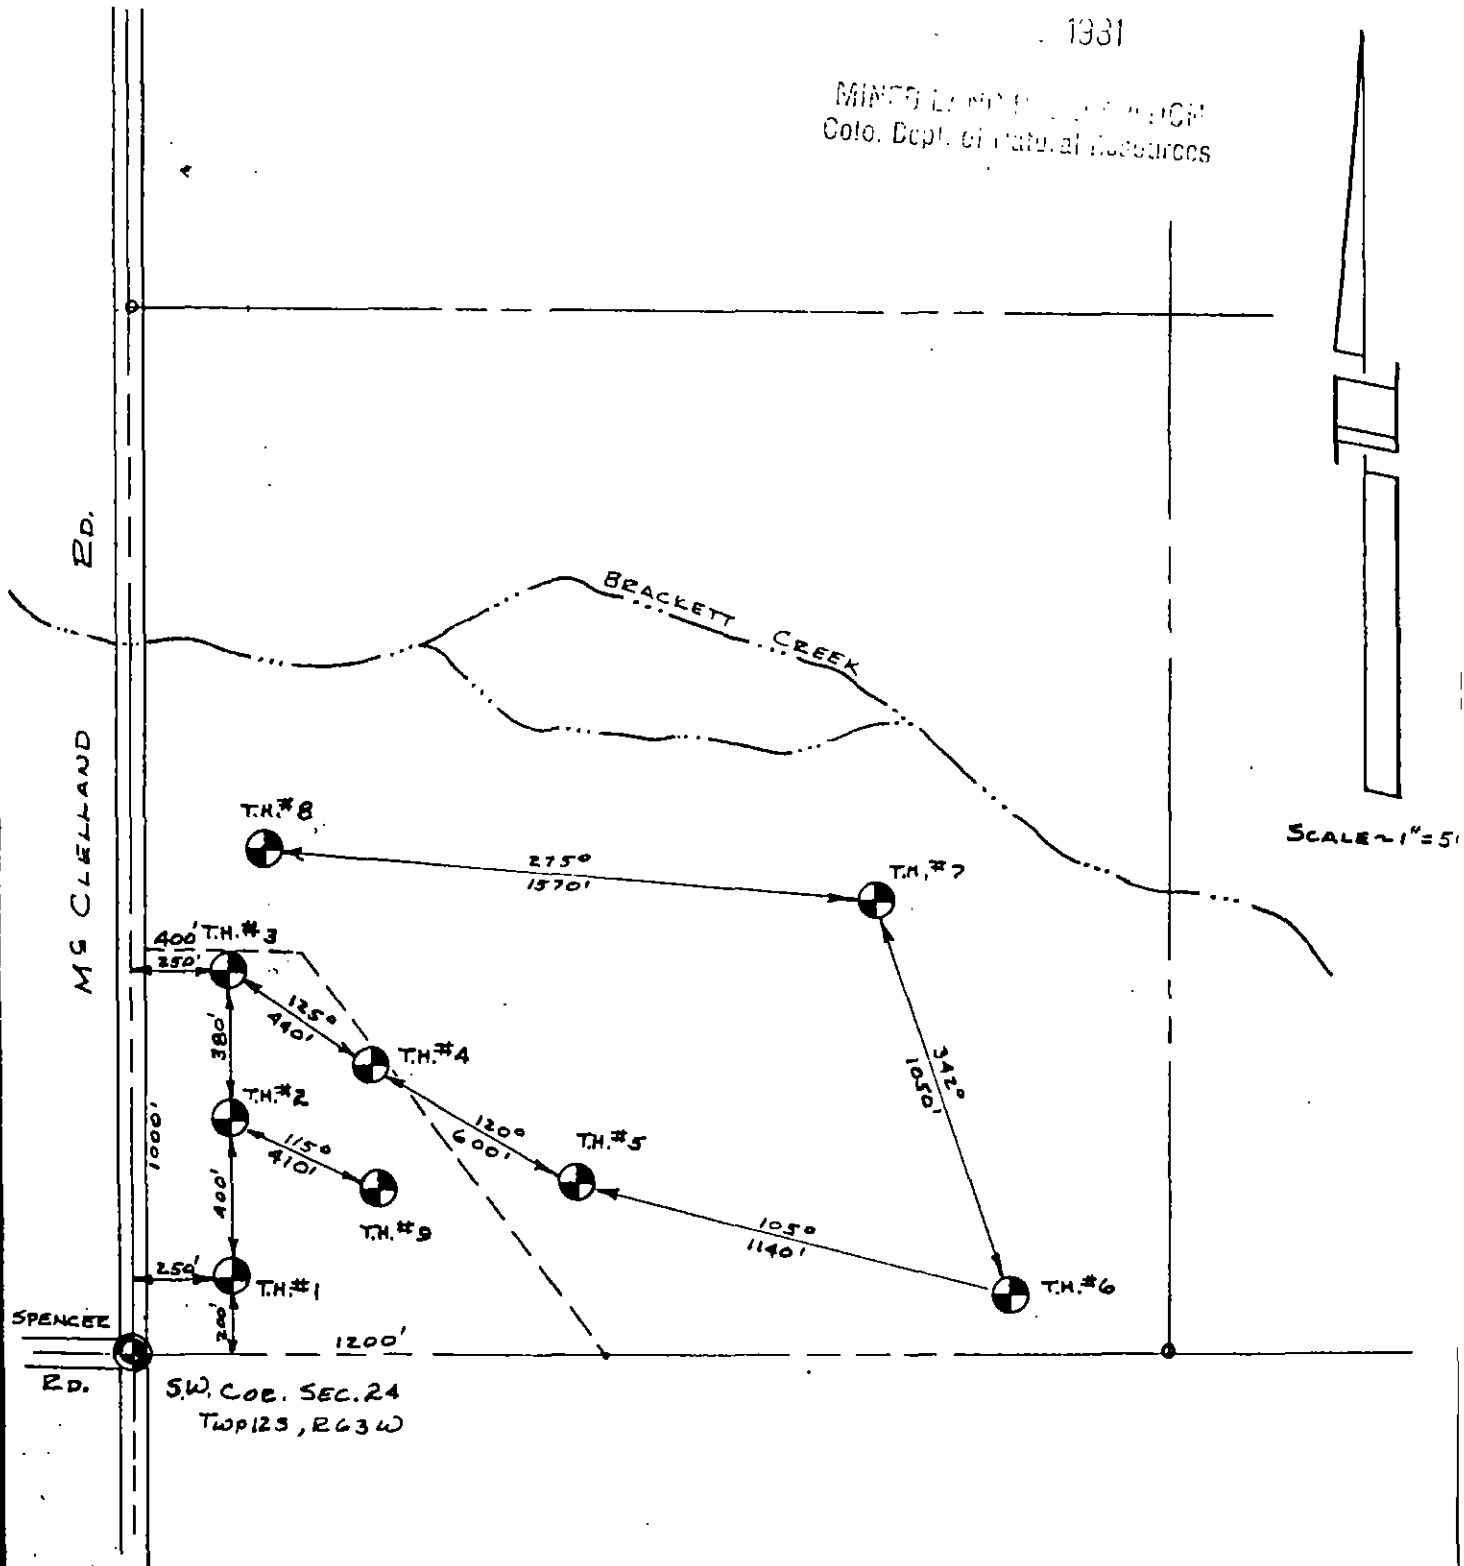 1981
Colo. Dept. of Natural Resources
BRACKETT CREEK
MC CLELLAND RD.
SCALE ~ 1" = 5
T.H. #8
275°
1570'
T.H. #7
400'
T.H. #3
250'
125°
440'
380'
T.H. #4
342°
1050'
T.H. #2
1000'
115°
410'
120°
600'
T.H. #5
400'
T.H. #9
105°
1140'
250'
T.H. #1
T.H. #6
200'
SPENCER
RD.
1200'
S.W. COR. SEC. 24
TWP 12S, R63W